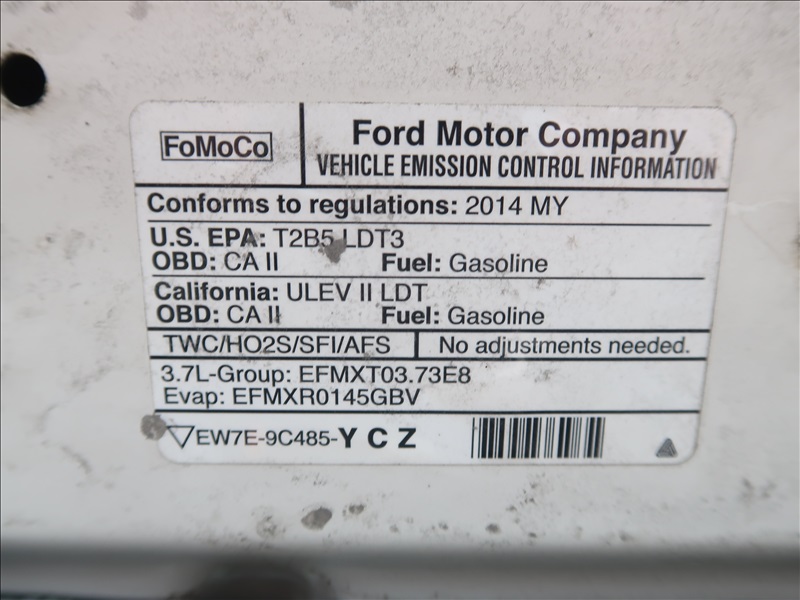 FoMoCo
Ford Motor Company
VEHICLE EMISSION CONTROL INFORMATION
Conforms to regulations: 2014 MY
U.S. EPA: T2B5 LDT3
OBD: CA II Fuel: Gasoline
California: ULEV II LDT
OBD: CA II Fuel: Gasoline
TWC/HO2S/SFI/AFS No adjustments needed.
3.7L-Group: EFMXT03.73E8
Evap: EFMXR0145GBV
EW7E-9C485-Y C Z